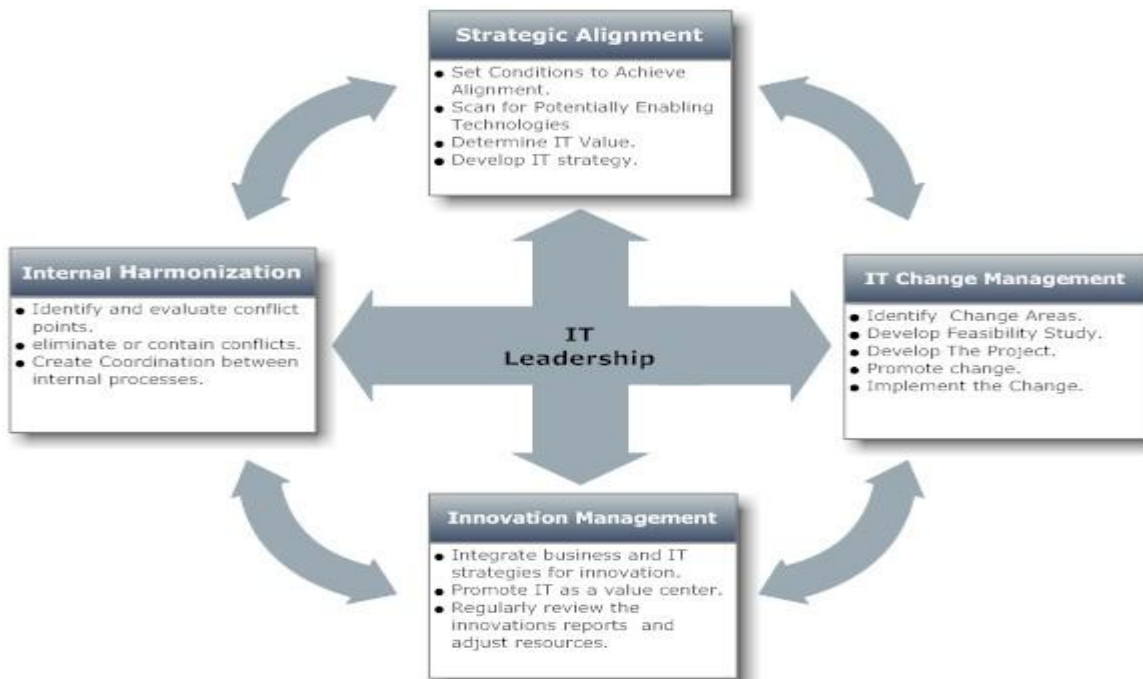 Strategic Alignment
● Set Conditions to Achieve
Alignment.
● Scan for Potentially Enabling
Technologies
● Determine IT Value.
● Develop IT strategy.
Internal Harmonization
● Identify and evaluate conflict
points.
● eliminate or contain conflicts.
● Create Coordination between
internal processes.
IT
Leadership
IT Change Management
● Identify Change Areas.
● Develop Feasibility Study.
● Develop The Project.
● Promote change.
● Implement the Change.
Innovation Management
● Integrate business and IT
strategies for innovation.
● Promote IT as a value center.
● Regularly review the
innovations reports and
adjust resources.